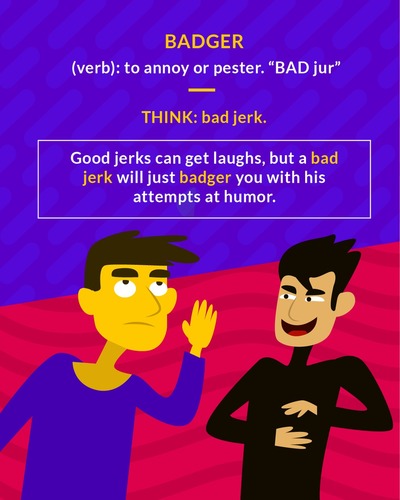 BADGER
(verb): to annoy or pester. “BAD jur”
THINK: bad jerk.
Good jerks can get laughs, but a bad
jerk will just badger you with his
attempts at humor.